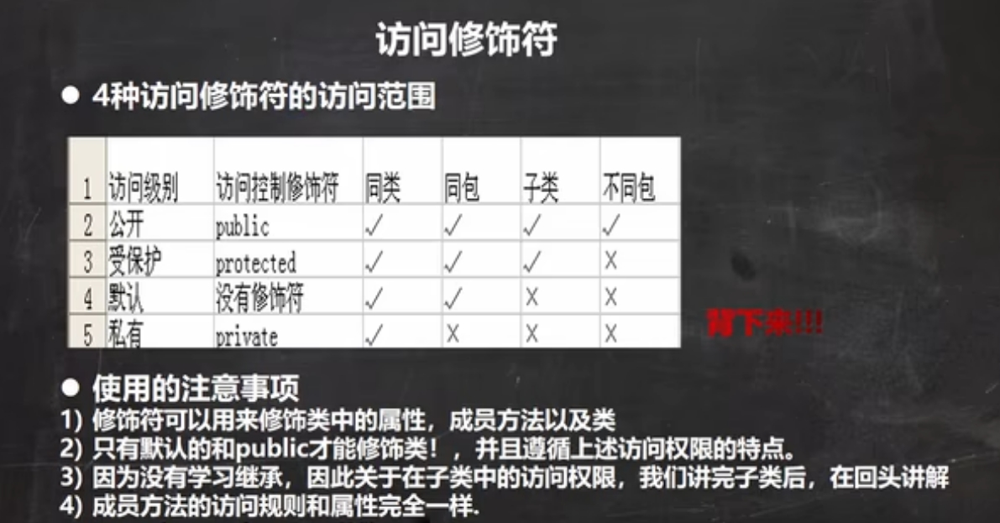 访问修饰符
● 4种访问修饰符的访问范围
1 访问级别 访问控制修饰符 同类 同包 子类 不同包
2 公开 public √ √ √ √
3 受保护 protected √ √ √ X
4 默认 没有修饰符 √ √ X X
5 私有 private √ X X X
背下来!!!
● 使用的注意事项
1) 修饰符可以用来修饰类中的属性，成员方法以及类
2) 只有默认的和public才能修饰类！，并且遵循上述访问权限的特点。
3) 因为没有学习继承，因此关于在子类中的访问权限，我们讲完子类后，在回头讲解
4) 成员方法的访问规则和属性完全一样.